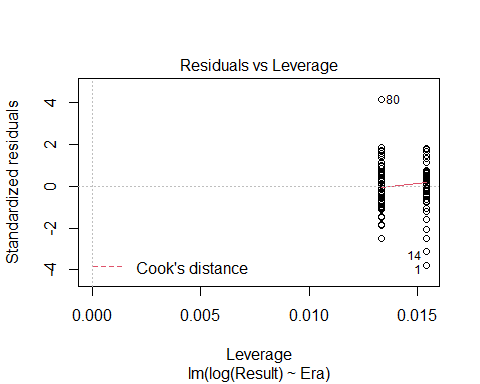 Residuals vs Leverage
Standardized residuals
4
2
0
-2
-4
80
14
1
Cook's distance
0.000
0.005
0.010
0.015
Leverage
lm(log(Result) ~ Era)